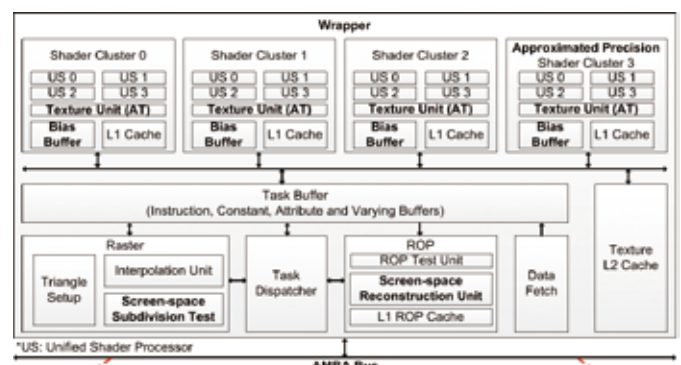 Wrapper
Shader Cluster 0
US 0 US 1
US 2 US 3
Texture Unit (AT)
Bias
Buffer
L1 Cache
Shader Cluster 1
US 0 US 1
US 2 US 3
Texture Unit (AT)
Bias
Buffer
L1 Cache
Shader Cluster 2
US 0 US 1
US 2 US 3
Texture Unit (AT)
Bias
Buffer
L1 Cache
Approximated Precision
Shader Cluster 3
US 0 US 1
US 2 US 3
Texture Unit (AT)
Bias
Buffer
L1 Cache
Task Buffer
(Instruction, Constant, Attribute and Varying Buffers)
Raster
Triangle
Setup
Interpolation Unit
Screen-space
Subdivision Test
Task
Dispatcher
ROP
ROP Test Unit
Screen-space
Reconstruction Unit
L1 ROP Cache
Data
Fetch
Texture
L2 Cache
*US: Unified Shader Processor
AMBA Bus